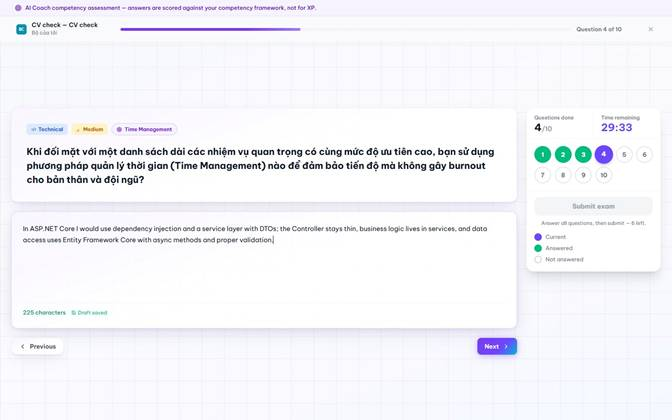 AI Coach competency assessment — answers are scored against your competency framework, not for XP.
BC
CV check — CV check
Bộ của tôi
Question 4 of 10
Technical
Medium
Time Management
Khi đối mặt với một danh sách dài các nhiệm vụ quan trọng có cùng mức độ ưu tiên cao, bạn sử dụng
phương pháp quản lý thời gian (Time Management) nào để đảm bảo tiến độ mà không gây burnout
cho bản thân và đội ngũ?
In ASP.NET Core I would use dependency injection and a service layer with DTOs; the Controller stays thin, business logic lives in services, and data
access uses Entity Framework Core with async methods and proper validation.
225 characters
Draft saved
Previous
Next
Questions done
4/10
Time remaining
29:33
1 2 3 4 5 6
7 8 9 10
Submit exam
Answer all questions, then submit — 6 left.
Current
Answered
Not answered